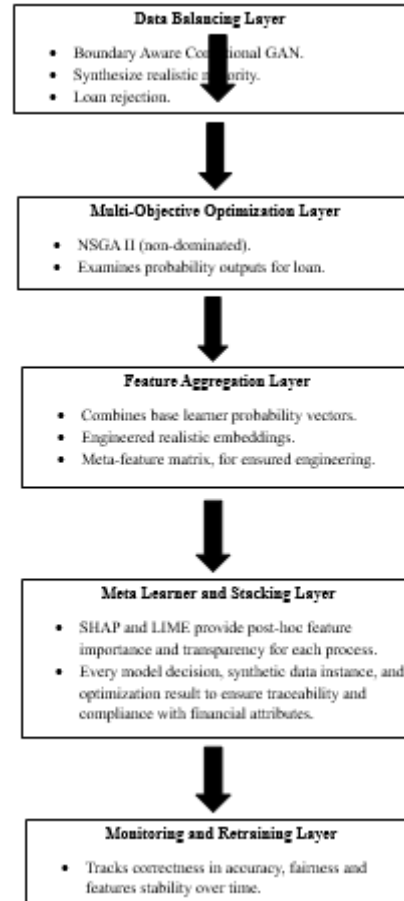 Data Balancing Layer
• Boundary Aware GAN.
• Synthesize realistic
• Loan rejection.
Multi-Objective Optimization Layer
• NSGA II (non-dominated).
• Examines probability outputs for loan.
Feature Aggregation Layer
• Combines base learner probability vectors.
• Engineered realistic embeddings.
• Meta-feature matrix, for ensured engineering.
Meta Learner and Stacking Layer
• SHAP and LIME provide post-hoc feature
importance and transparency for each process.
• Every model decision, synthetic data instance, and
optimization result to ensure traceability and
compliance with financial attributes.
Monitoring and Retraining Layer
• Tracks correctness in accuracy, fairness and
features stability over time.